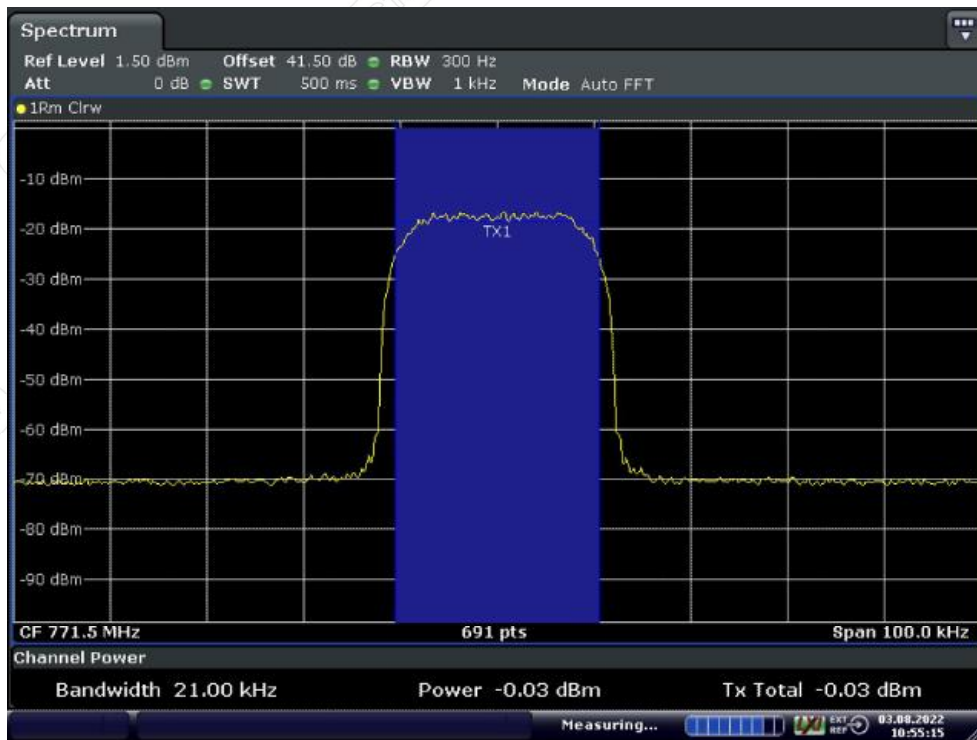 Spectrum
Ref Level 1.50 dBm Offset 41.50 dB RBW 300 Hz
Att 0 dB SWT 500 ms VBW 1 kHz Mode Auto FFT
1Rm Clrw
-10 dBm
-20 dBm
TX1
-30 dBm
-40 dBm
-50 dBm
-60 dBm
-70 dBm
-80 dBm
-90 dBm
CF 771.5 MHz 691 pts Span 100.0 kHz
Channel Power
Bandwidth 21.00 kHz Power -0.03 dBm Tx Total -0.03 dBm
Measuring... LXI EXT REF 03.08.2022
10:55:15